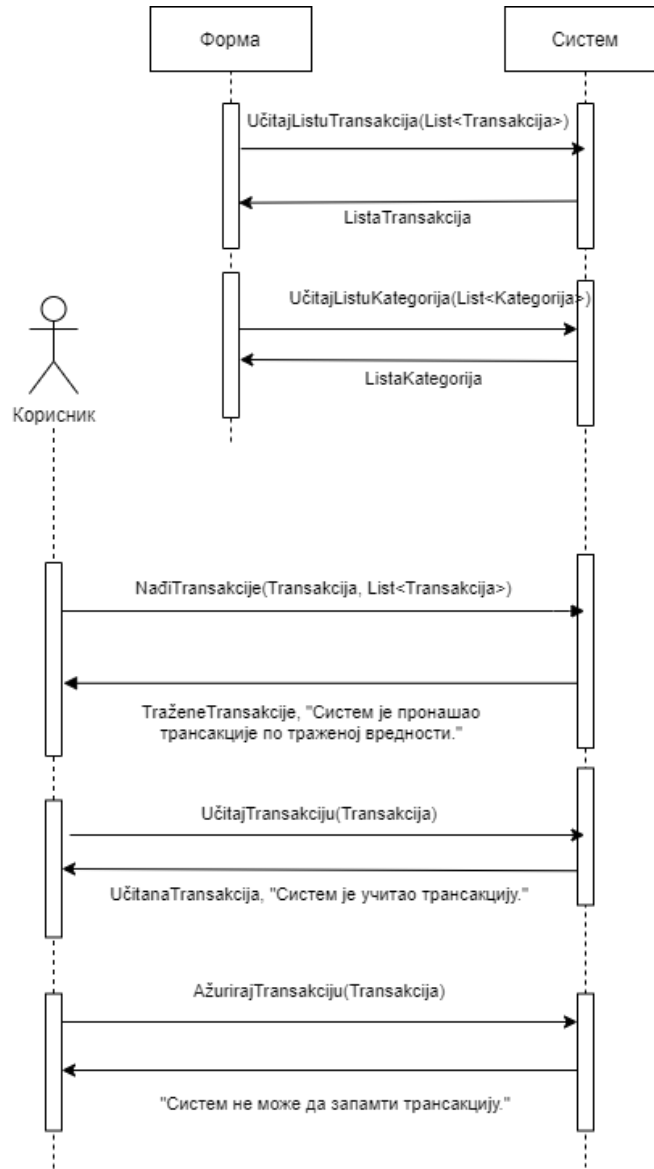 Форма
Систем
UčitajListuTransakcija(List<Transakcija>)
ListaTransakcija
UčitajListuKategorija(List<Kategorija>)
ListaKategorija
Корисник
NađiTransakcije(Transakcija, List<Transakcija>)
TraženeTransakcije, "Систем је пронашао
трансакције по траженој вредности."
UčitajTransakciju(Transakcija)
UčitanaTransakcija, "Систем је учитао трансакцију."
AžurirajTransakciju(Transakcija)
"Систем не може да запамти трансакцију."